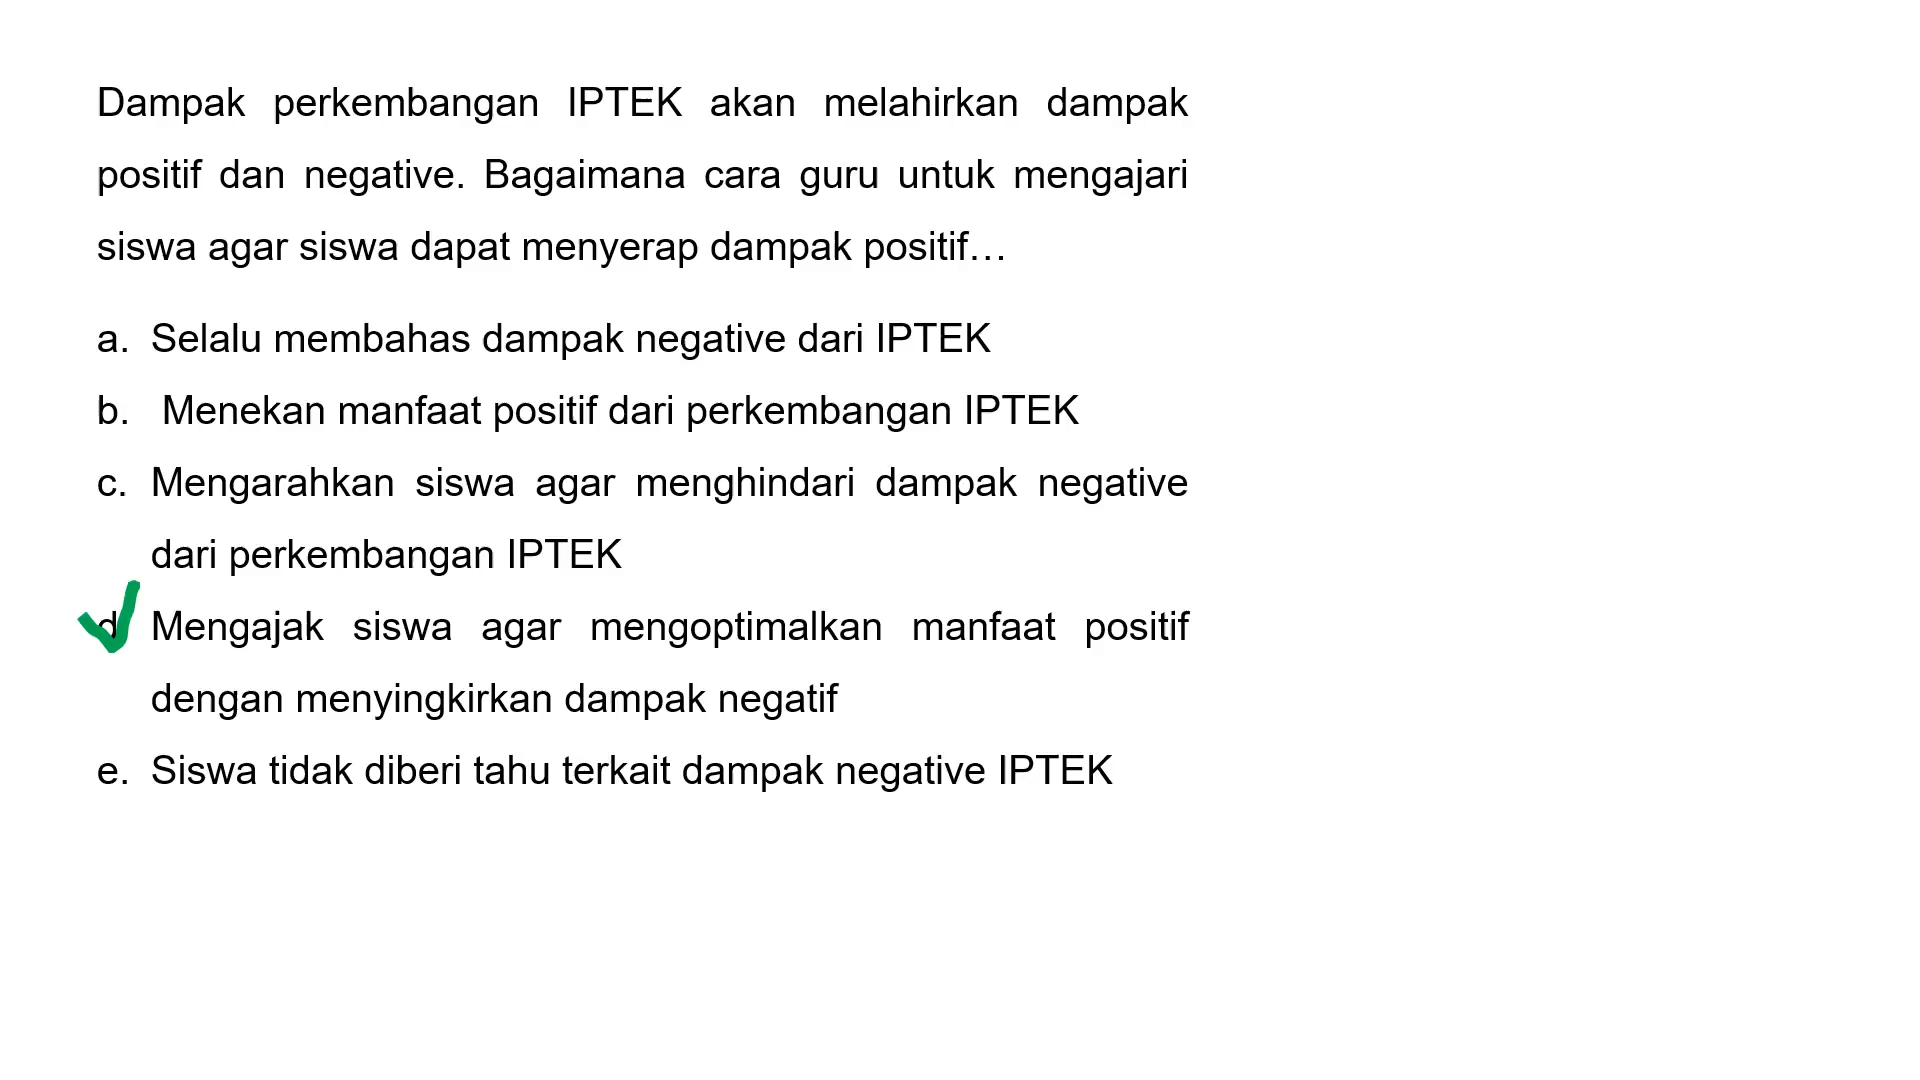 Dampak perkembangan IPTEK akan melahirkan dampak
positif dan negative. Bagaimana cara guru untuk mengajari
siswa agar siswa dapat menyerap dampak positif…
a. Selalu membahas dampak negative dari IPTEK
b. Menekan manfaat positif dari perkembangan IPTEK
c. Mengarahkan siswa agar menghindari dampak negative
dari perkembangan IPTEK
d. Mengajak siswa agar mengoptimalkan manfaat positif
dengan menyingkirkan dampak negatif
e. Siswa tidak diberi tahu terkait dampak negative IPTEK